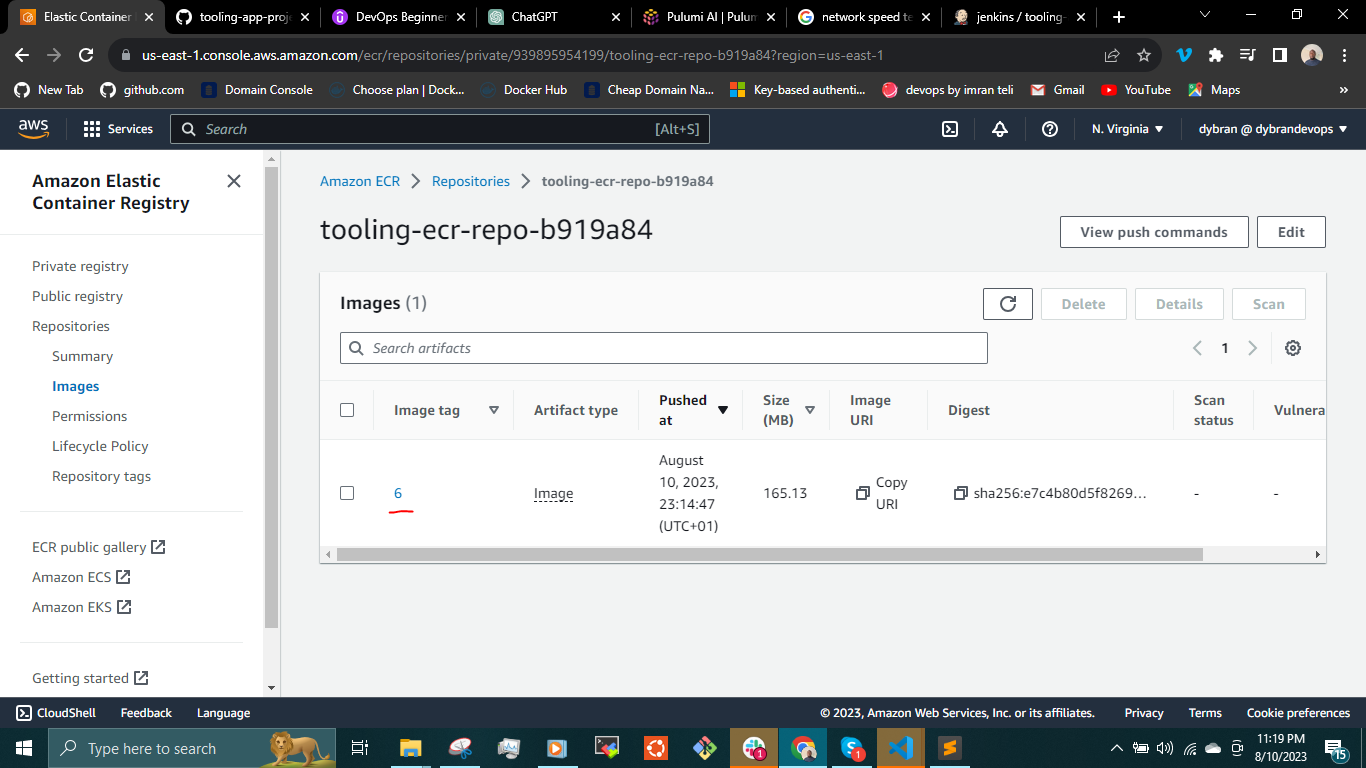 Elastic Container
tooling-app-proje
DevOps Beginner
ChatGPT
Pulumi AI | Pulum
network speed te
jenkins / tooling-
us-east-1.console.aws.amazon.com/ecr/repositories/private/939895954199/tooling-ecr-repo-b919a84?region=us-east-1
New Tab
github.com
Domain Console
Choose plan | Dock...
Docker Hub
Cheap Domain Na...
Key-based authenti...
devops by imran teli
Gmail
YouTube
Maps
»
aws
Services
Search
[Alt+S]
N. Virginia
dybran @ dybrandevops
Amazon Elastic
Container Registry
Private registry
Public registry
Repositories
Summary
Images
Permissions
Lifecycle Policy
Repository tags
ECR public gallery
Amazon ECS
Amazon EKS
Getting started
Amazon ECR
Repositories
tooling-ecr-repo-b919a84
tooling-ecr-repo-b919a84
View push commands
Edit
Images (1)
Delete
Details
Scan
Search artifacts
1
Image tag
Artifact type
Pushed
at
Size
(MB)
Image
URI
Digest
Scan
status
Vulnera
6
Image
August
10, 2023,
23:14:47
(UTC+01)
165.13
Copy
URI
sha256:e7c4b80d5f8269...
-
-
CloudShell
Feedback
Language
© 2023, Amazon Web Services, Inc. or its affiliates.
Privacy
Terms
Cookie preferences
Type here to search
1
1
11:19 PM
8/10/2023
15